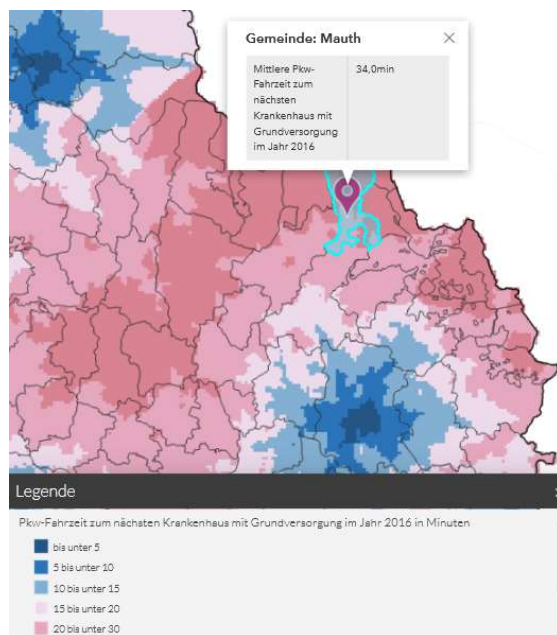 Gemeinde: Mauth
Mittlere Pkw-
Fahrzeit zum
nächsten
Krankenhaus mit
Grundversorgung
im Jahr 2016
34,0min
Legende
Pkw-Fahrzeit zum nächsten Krankenhaus mit Grundversorgung im Jahr 2016 in Minuten
bis unter 5
5 bis unter 10
10 bis unter 15
15 bis unter 20
20 bis unter 30